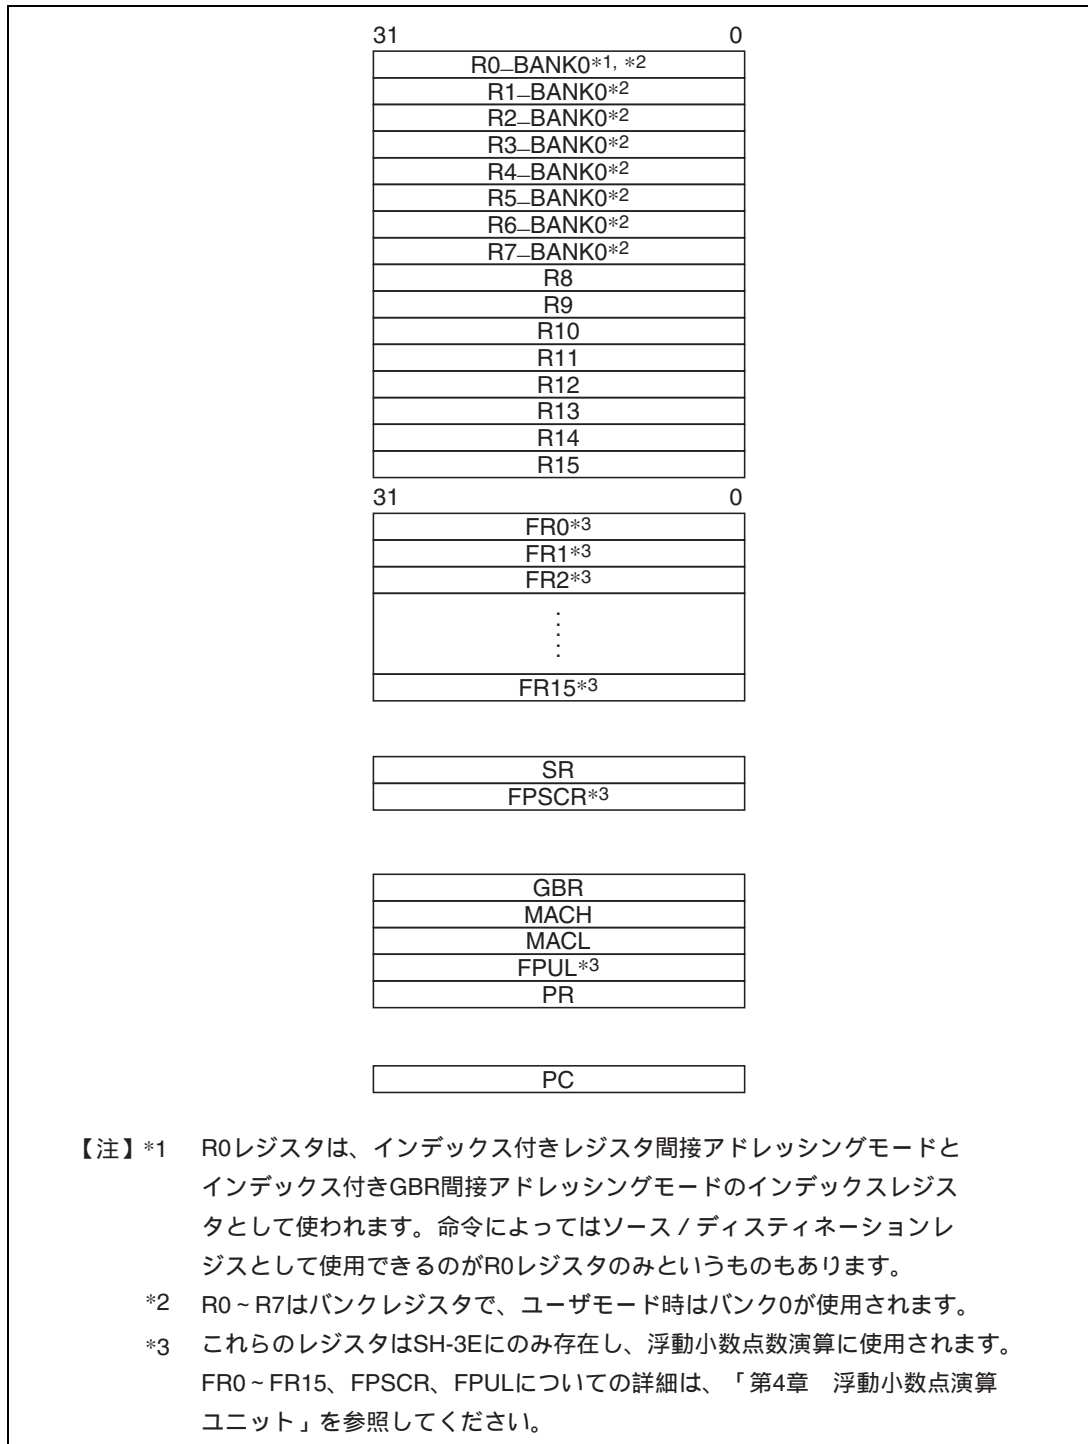 31 0
R0_BANK0*1, *2
R1_BANK0*2
R2_BANK0*2
R3_BANK0*2
R4_BANK0*2
R5_BANK0*2
R6_BANK0*2
R7_BANK0*2
R8
R9
R10
R11
R12
R13
R14
R15
31 0
FR0*3
FR1*3
FR2*3
FR15*3
SR
FPSCR*3
GBR
MACH
MACL
FPUL*3
PR
PC
【注】*1 R0レジスタは、インデックス付きレジスタ間接アドレッシングモードと
インデックス付きGBR間接アドレッシングモードのインデックスレジス
タとして使われます。命令によってはソース／ディスティネーションレ
ジスとして使用できるのがR0レジスタのみというものもあります。
*2 R0～R7はバンクレジスタで、ユーザモード時はバンク0が使用されます。
*3 これらのレジスタはSH-3Eにのみ存在し、浮動小数点数演算に使用されます。
FR0～FR15、FPSCR、FPULについての詳細は、「第4章　浮動小数点演算
ユニット」を参照してください。